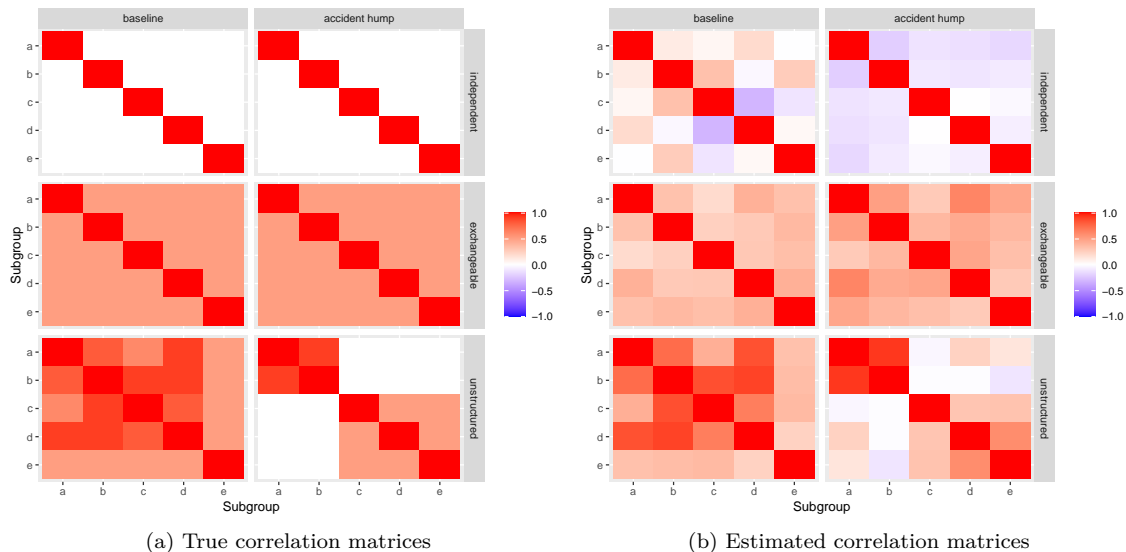 baseline
accident hump
a
b
c
d
e
independent
a
b
c
d
e
exchangeable
a
b
c
d
e
unstructured
Subgroup
a b c d e
a b c d e
Subgroup
1.0
0.5
0.0
−0.5
−1.0
(a) True correlation matrices
baseline
accident hump
a
b
c
d
e
independent
a
b
c
d
e
exchangeable
a
b
c
d
e
unstructured
Subgroup
a b c d e
a b c d e
Subgroup
1.0
0.5
0.0
−0.5
−1.0
(b) Estimated correlation matrices